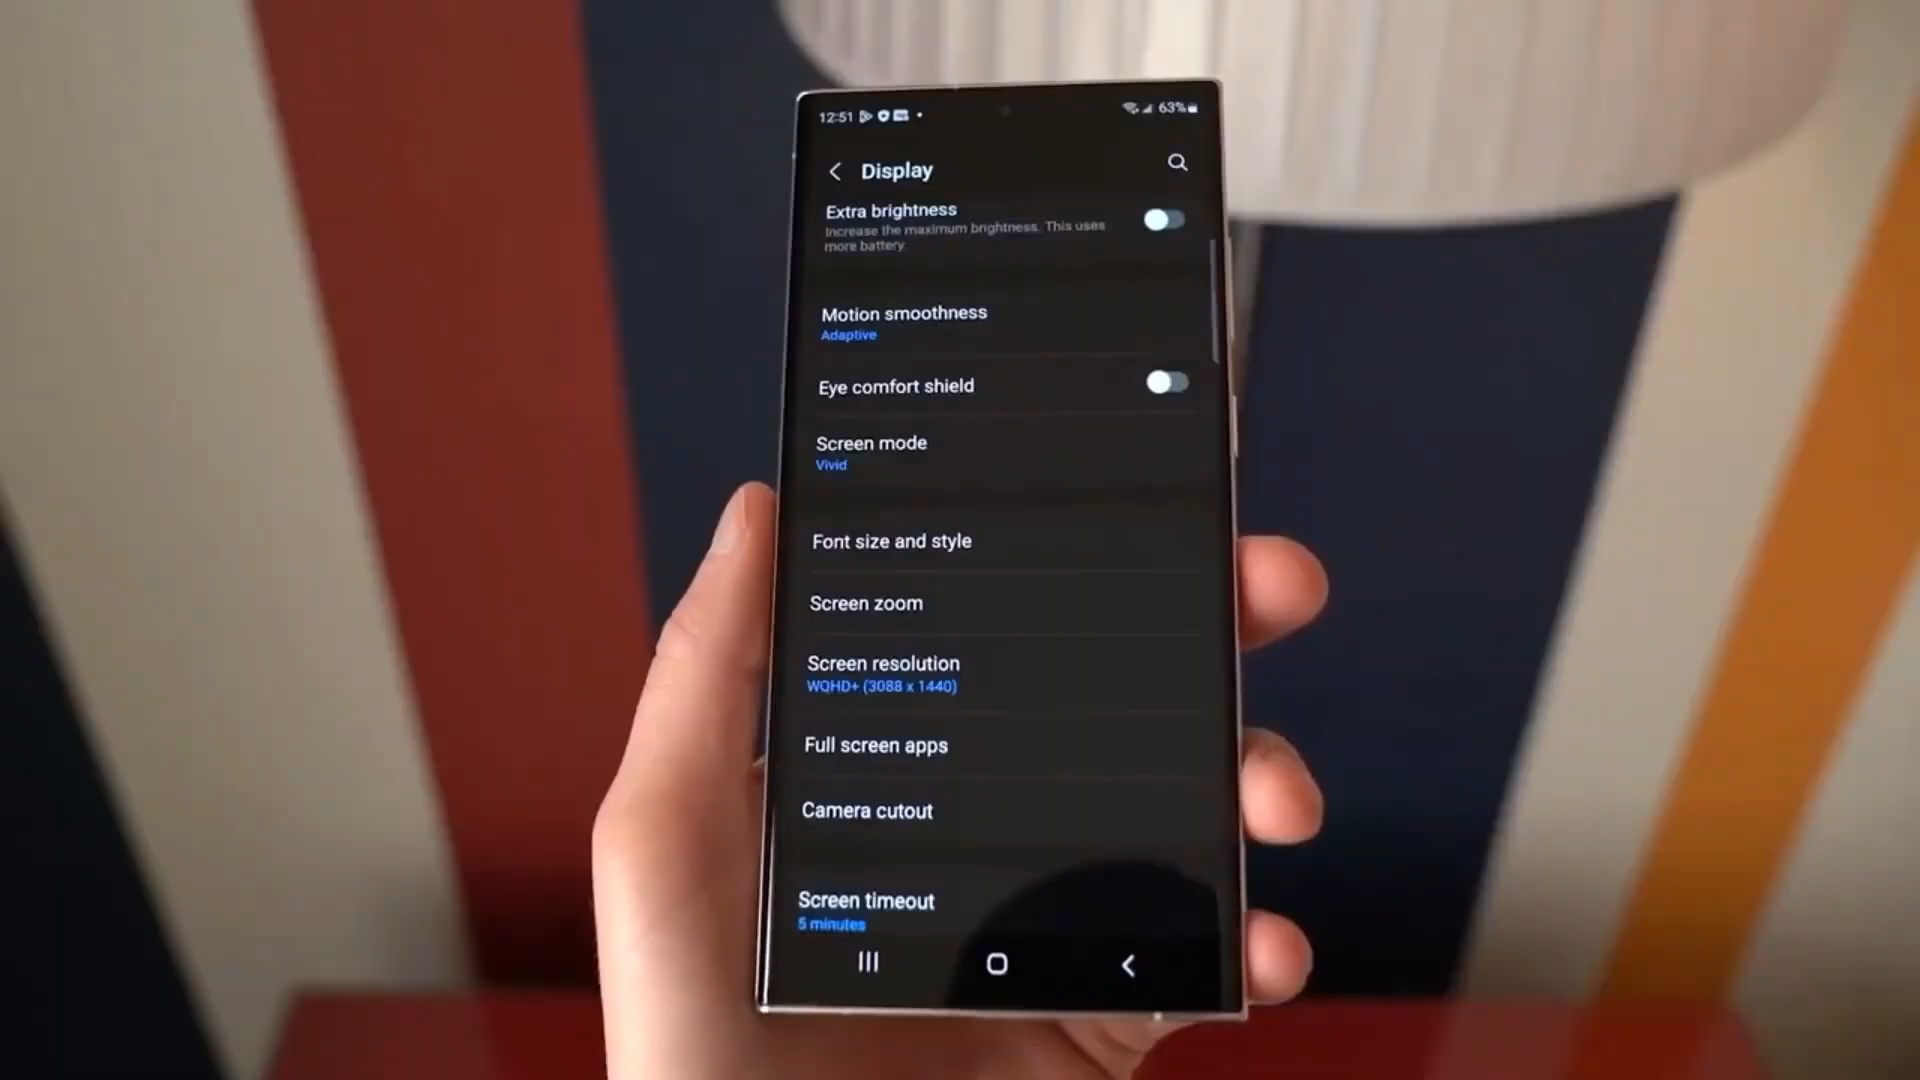 12:51
63%
Display
Extra brightness
Increase the maximum brightness. This uses
more battery.
Motion smoothness
Adaptive
Eye comfort shield
Screen mode
Vivid
Font size and style
Screen zoom
Screen resolution
WQHD+ (3088 x 1440)
Full screen apps
Camera cutout
Screen timeout
5 minutes